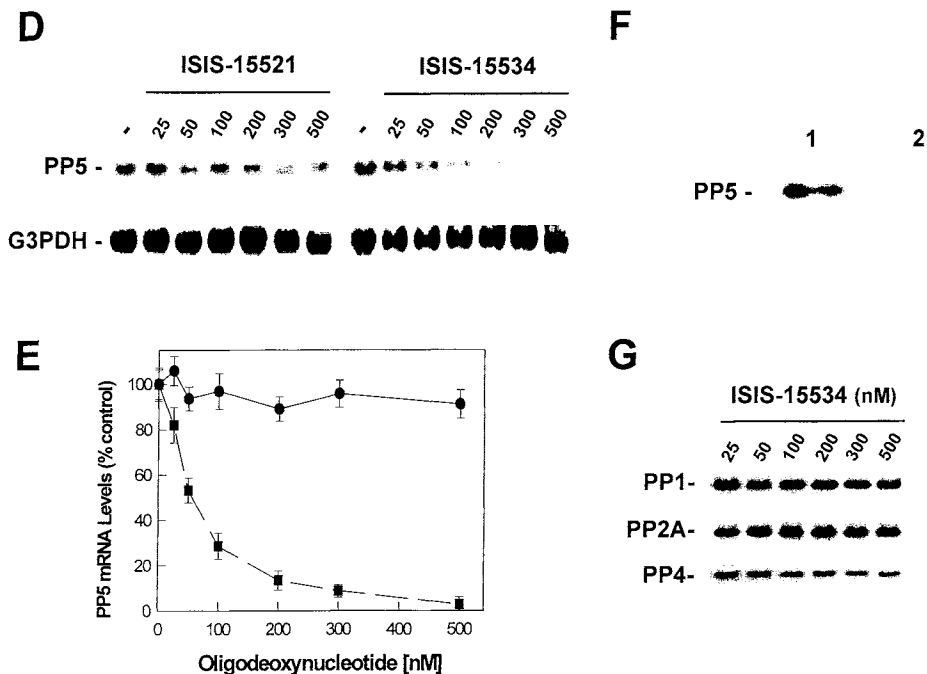 D
ISIS-15521 ISIS-15534
- 25 50 100 200 300 500 - 25 50 100 200 300 500
PP5 -
G3PDH -
F
1 2
PP5 -
E
PP5 mRNA Levels (% control)
100
80
60
40
20
0
0 100 200 300 400 500
Oligodeoxynucleotide [nM]
G
ISIS-15534 (nM)
25 50 100 200 300 500
PP1-
PP2A-
PP4-